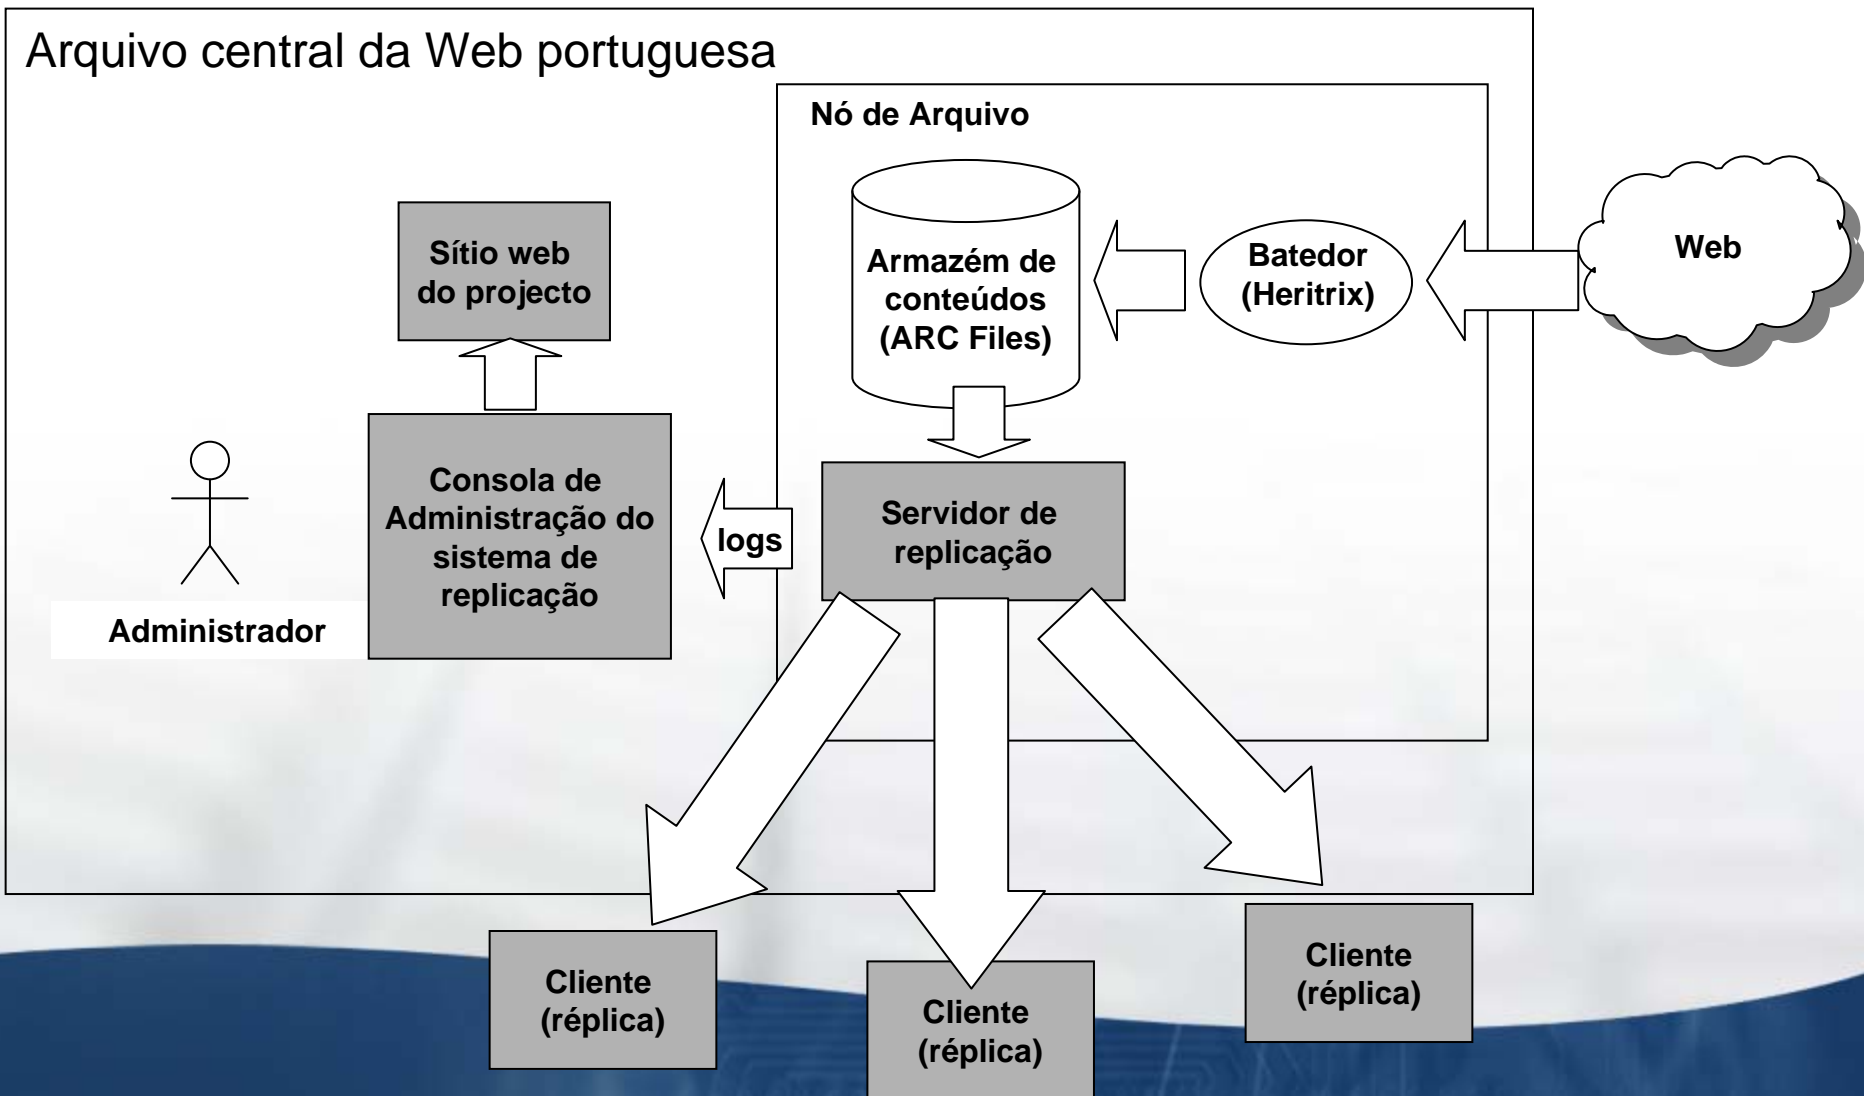 Arquivo central da Web portuguesa
Nó de Arquivo
Sítio web
do projecto
Armazém de
conteúdos
(ARC Files)
Batedor
(Heritrix)
Web
Consola de
Administração do
sistema de
replicação
logs
Servidor de
replicação
Administrador
Cliente
(réplica)
Cliente
(réplica)
Cliente
(réplica)